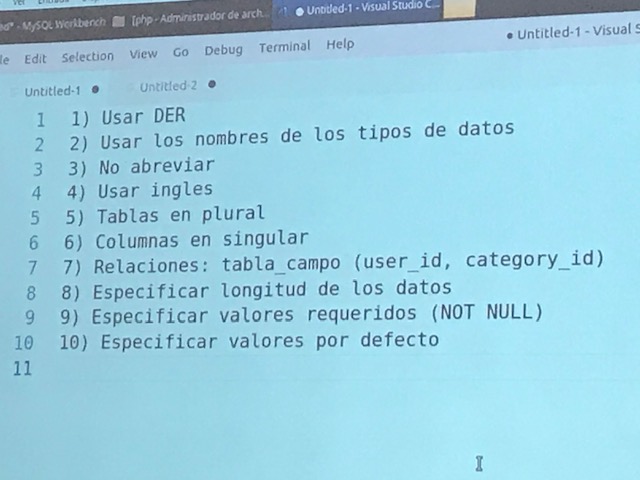 MySQL Workbench [php - Administrador de arch... Untitled-1 - Visual Studio C...
Untitled-1 - Visual S
Edit Selection View Go Debug Terminal Help
Untitled-1 Untitled-2
1 1) Usar DER
2 2) Usar los nombres de los tipos de datos
3 3) No abreviar
4 4) Usar ingles
5 5) Tablas en plural
6 6) Columnas en singular
7 7) Relaciones: tabla_campo (user_id, category_id)
8 8) Especificar longitud de los datos
9 9) Especificar valores requeridos (NOT NULL)
10 10) Especificar valores por defecto
11